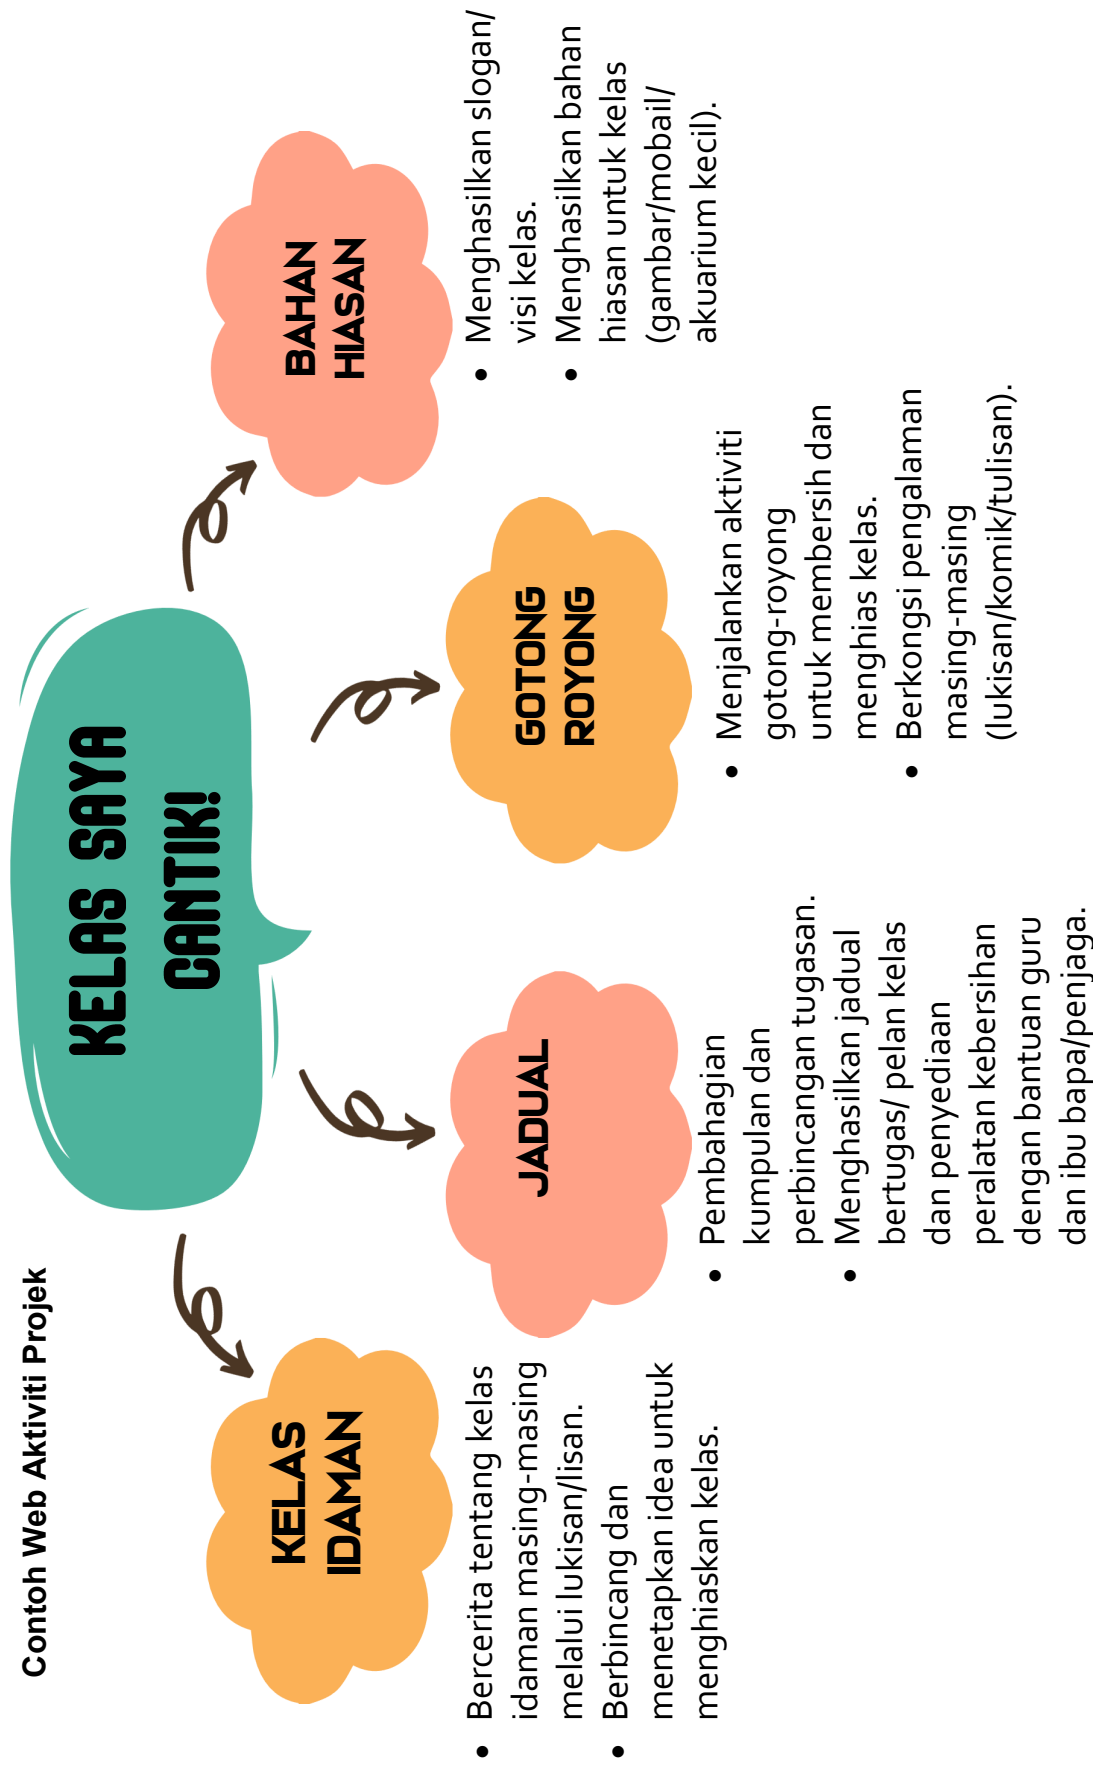 Contoh Web Aktiviti Projek
KELAS SAYA
CANTIK!
KELAS
IDAMAN
• Bercerita tentang kelas
idaman masing-masing
melalui lukisan/lisan.
• Berbincang dan
menetapkan idea untuk
menghiaskan kelas.
JADUAL
• Pembahagian
kumpulan dan
perbincangan tugasan.
• Menghasilkan jadual
bertugas/ pelan kelas
dan penyediaan
peralatan kebersihan
dengan bantuan guru
dan ibu bapa/penjaga.
GOTONG
ROYONG
• Menjalankan aktiviti
gotong-royong
untuk membersih dan
menghias kelas.
• Berkongsi pengalaman
masing-masing
(lukisan/komik/tulisan).
BAHAN
HIASAN
• Menghasilkan slogan/
visi kelas.
• Menghasilkan bahan
hiasan untuk kelas
(gambar/mobail/
akuarium kecil).